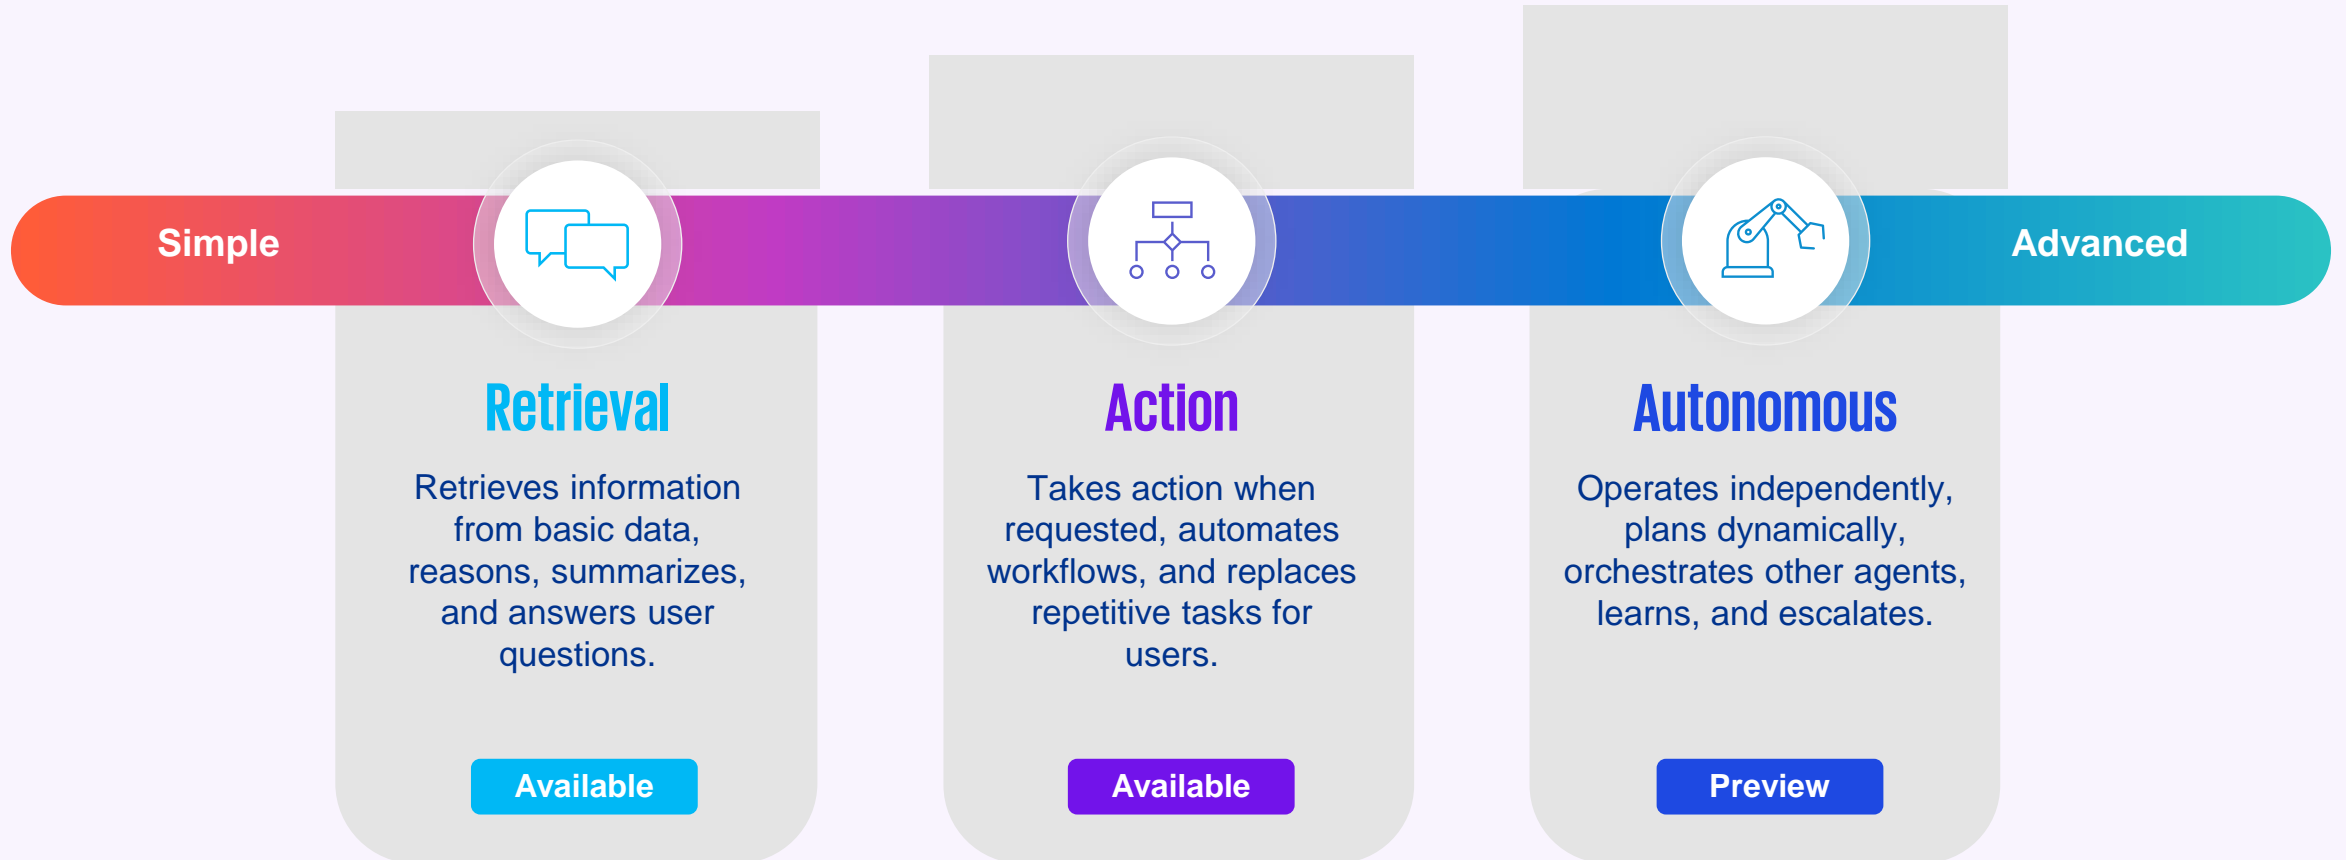 Simple
Advanced
Retrieval
Retrieves information
from basic data,
reasons, summarizes,
and answers user
questions.
Available
Action
Takes action when
requested, automates
workflows, and replaces
repetitive tasks for
users.
Available
Autonomous
Operates independently,
plans dynamically,
orchestrates other agents,
learns, and escalates.
Preview